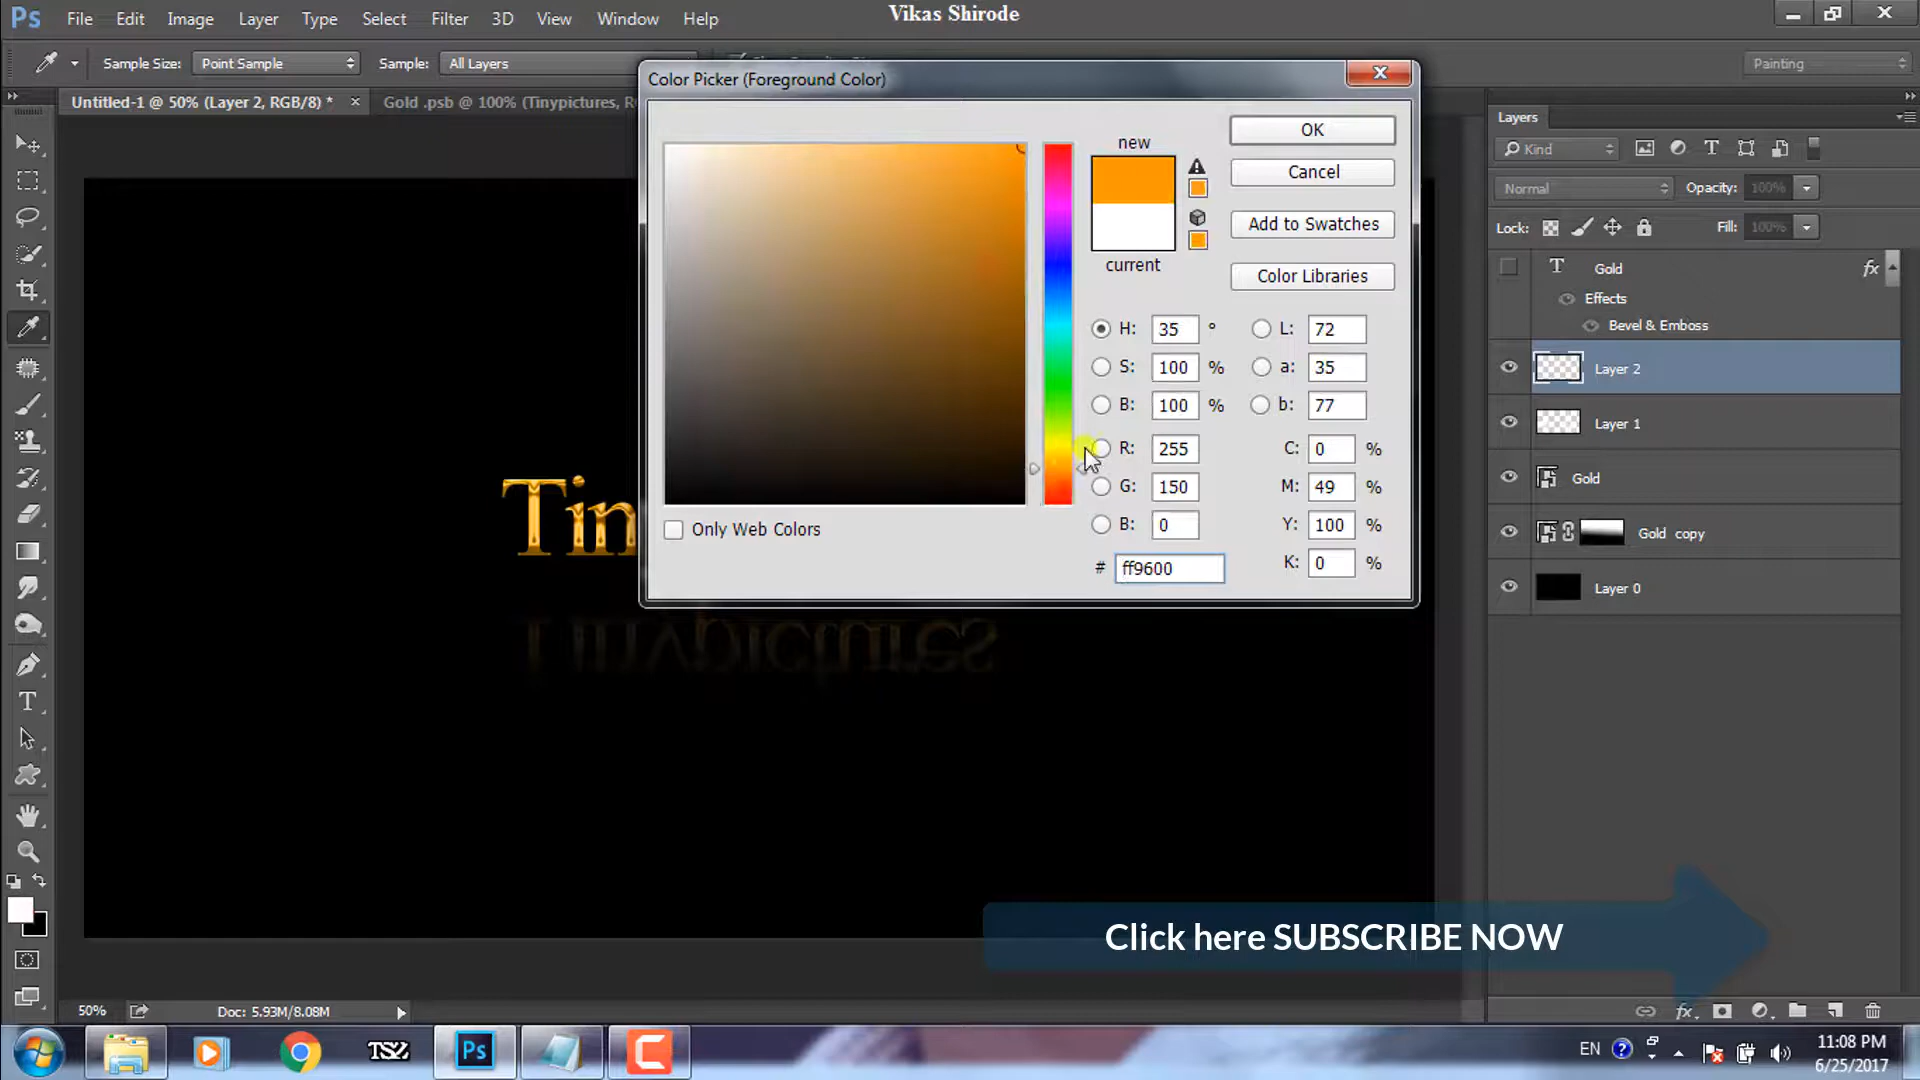 Ps File Edit Image Layer Type Select Filter 3D View Window Help
Vikas Shirode
Sample Size: Point Sample Sample: All Layers
Painting
Untitled-1 @ 50% (Layer 2, RGB/8) *
Gold .psb @ 100% (Tinypictures, R
Color Picker (Foreground Color)
new
current
OK
Cancel
Add to Swatches
Color Libraries
H: 35 °
S: 100 %
B: 100 %
R: 255
G: 150
B: 0
# ff9600
L: 72
a: 35
b: 77
C: 0 %
M: 49 %
Y: 100 %
K: 0 %
Only Web Colors
Tin
Tinypictures
Layers
Kind
Normal
Opacity: 100%
Lock:
Fill: 100%
T Gold fx
Effects
Bevel & Emboss
Layer 2
Layer 1
Gold
Gold copy
Layer 0
Click here SUBSCRIBE NOW
50%
Doc: 5.93M/8.08M
TS2
Ps
EN
11:08 PM
6/25/2017